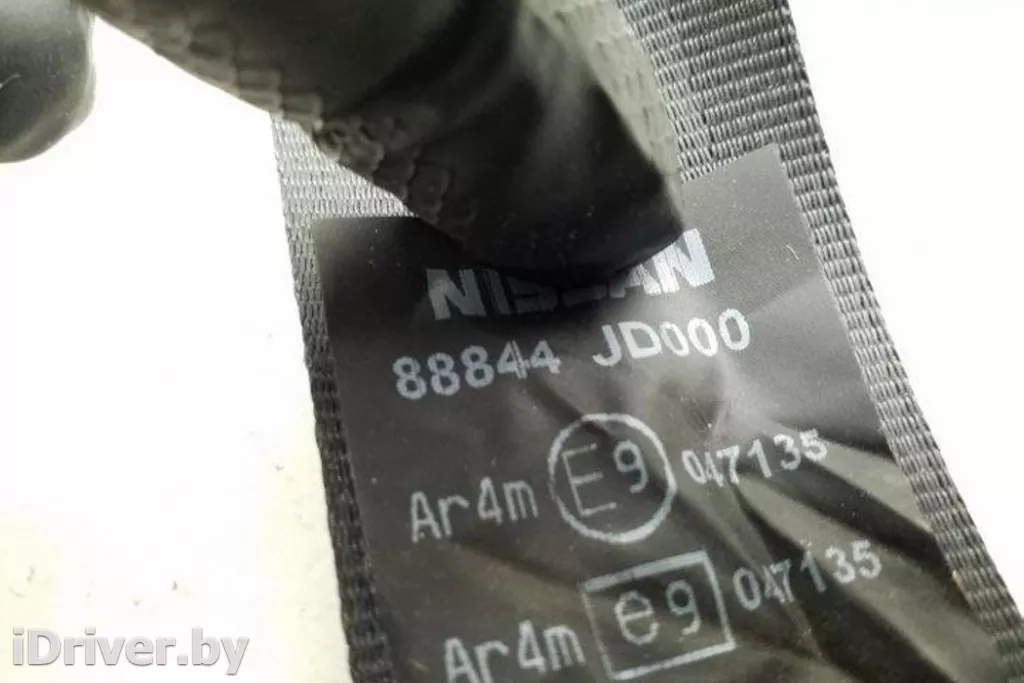 NISSAN
88844 JD000
Ar4m E9 047135
Ar4m e9 047135
iDriver.by